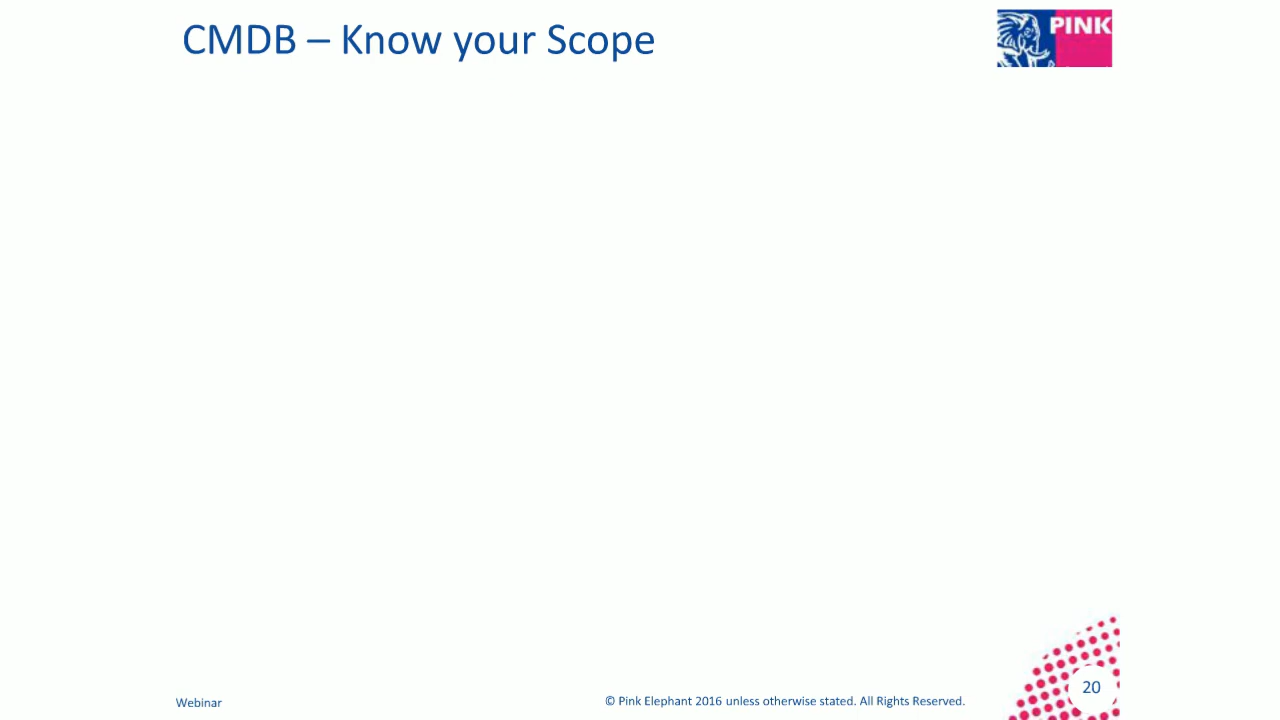 CMDB – Know your Scope
PINK
20
Webinar
© Pink Elephant 2016 unless otherwise stated. All Rights Reserved.